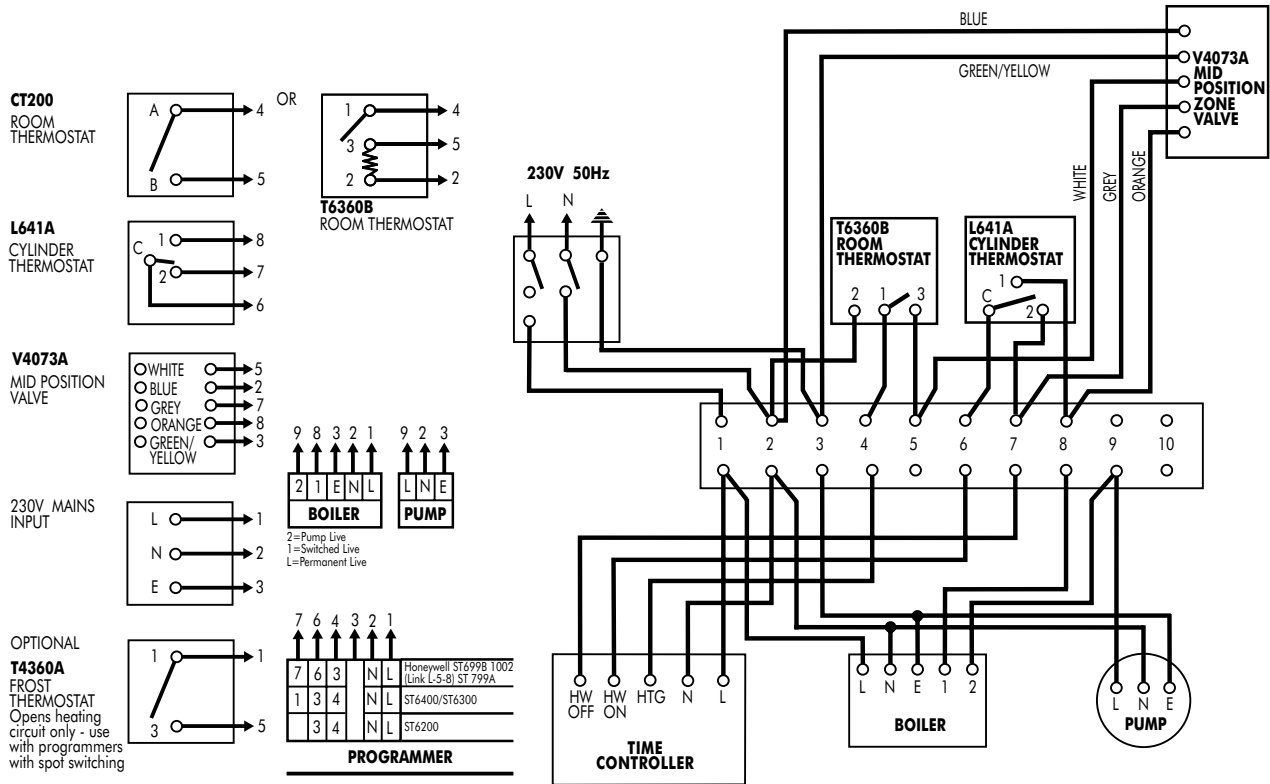 CT200
ROOM
THERMOSTAT
A
B
4
5
OR
1
3
2
4
5
2
T6360B
ROOM THERMOSTAT
L641A
CYLINDER
THERMOSTAT
C
1
2
8
7
6
V4073A
MID POSITION
VALVE
WHITE 5
BLUE 2
GREY 7
ORANGE 8
GREEN/
YELLOW 3
230V MAINS
INPUT
L 1
N 2
E 3
OPTIONAL
T4360A
FROST
THERMOSTAT
Opens heating
circuit only - use
with programmers
with spot switching
1 1
3 5
9 8 3 2 1
2 1 E N L
BOILER
2=Pump Live
1=Switched Live
L=Permanent Live
9 2 3
L N E
PUMP
7 6 4 3 2 1
7 6 3 N L Honeywell ST699B 1002
(Link L-5-8) ST 799A
1 3 4 N L ST6400/ST6300
3 4 N L ST6200
PROGRAMMER
230V 50Hz
L N
BLUE
GREEN/YELLOW
WHITE
GREY
ORANGE
V4073A
MID
POSITION
ZONE
VALVE
T6360B
ROOM
THERMOSTAT
2 1 3
L641A
CYLINDER
THERMOSTAT
1
C
2
1 2 3 4 5 6 7 8 9 10
HW
OFF
HW
ON
HTG
N
L
TIME
CONTROLLER
L N E 1 2
BOILER
L N E
PUMP